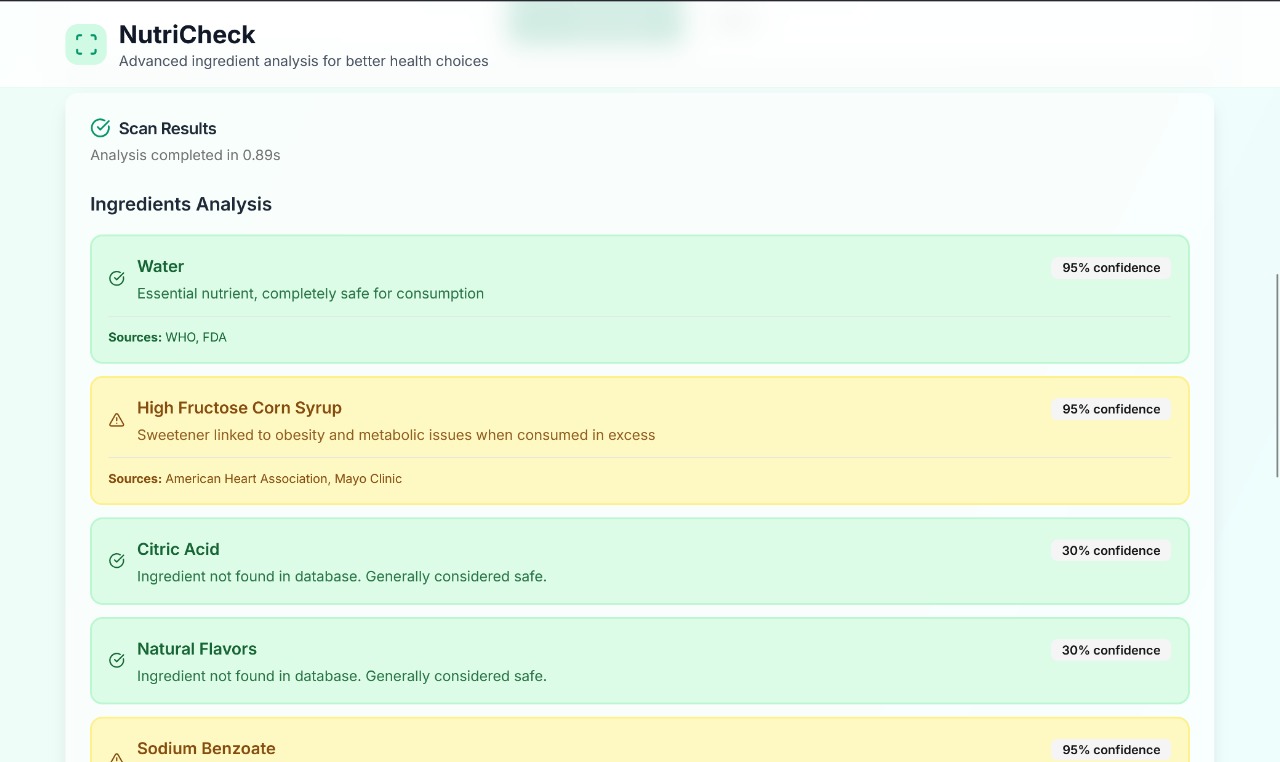 NutriCheck
Advanced ingredient analysis for better health choices
Scan Results
Analysis completed in 0.89s
Ingredients Analysis
Water
95% confidence
Essential nutrient, completely safe for consumption
Sources: WHO, FDA
High Fructose Corn Syrup
95% confidence
Sweetener linked to obesity and metabolic issues when consumed in excess
Sources: American Heart Association, Mayo Clinic
Citric Acid
30% confidence
Ingredient not found in database. Generally considered safe.
Natural Flavors
30% confidence
Ingredient not found in database. Generally considered safe.
Sodium Benzoate
95% confidence